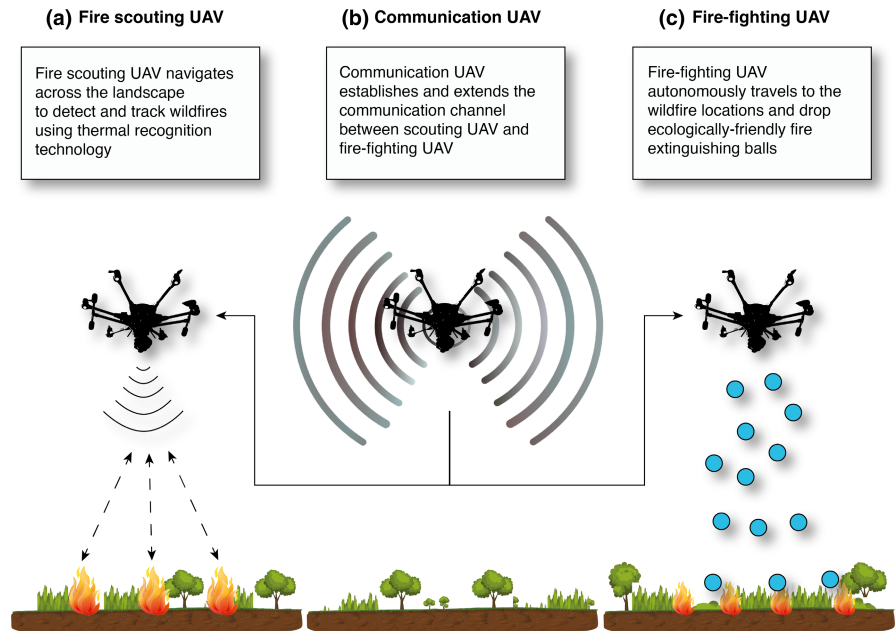 (a) Fire scouting UAV
Fire scouting UAV navigates
across the landscape
to detect and track wildfires
using thermal recognition
technology
(b) Communication UAV
Communication UAV
establishes and extends the
communication channel
between scouting UAV and
fire-fighting UAV
(c) Fire-fighting UAV
Fire-fighting UAV
autonomously travels to the
wildfire locations and drop
ecologically-friendly fire
extinguishing balls